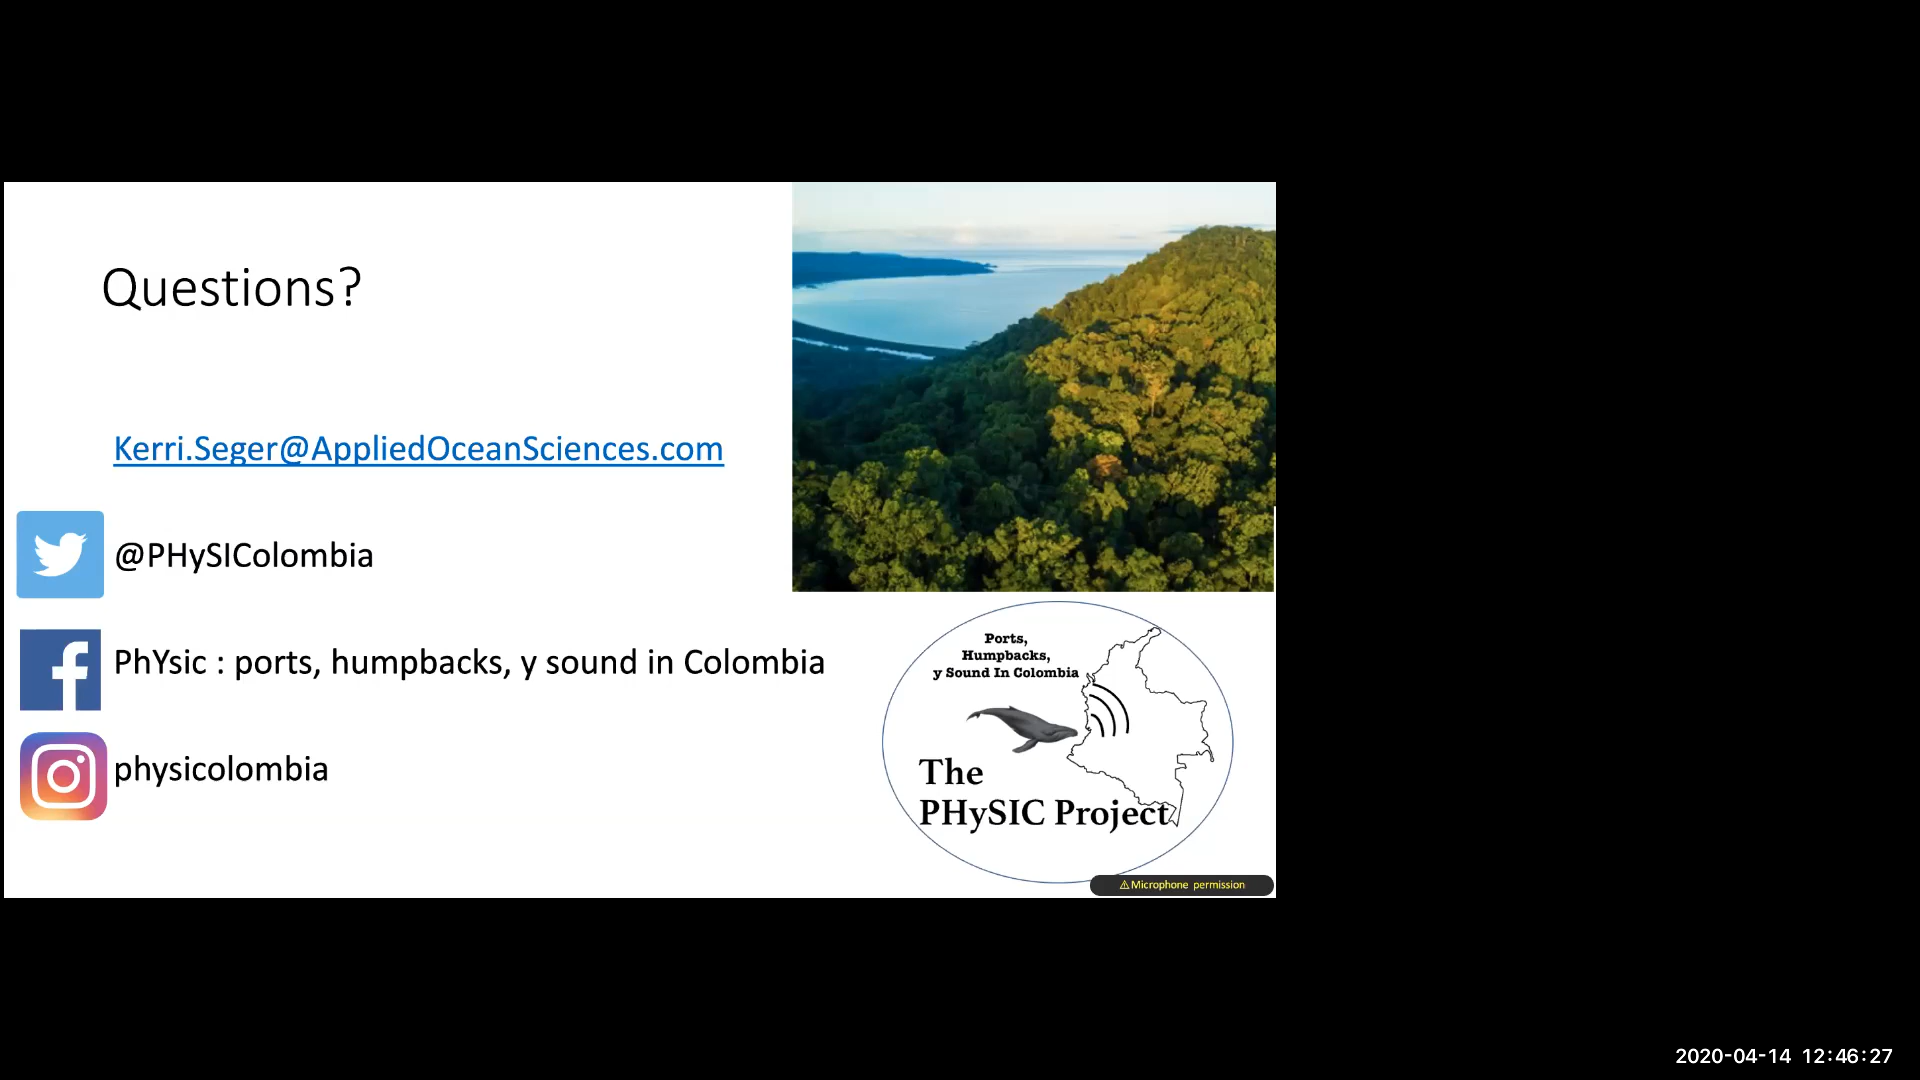 Questions?
Kerri.Seger@AppliedOceanSciences.com
@PHySIColombia
PhYsic : ports, humpbacks, y sound in Colombia
physicolombia
Ports,
Humpbacks,
y Sound In Colombia
The
PHySIC Project
⚠Microphone permission
2020-04-14 12:46:27